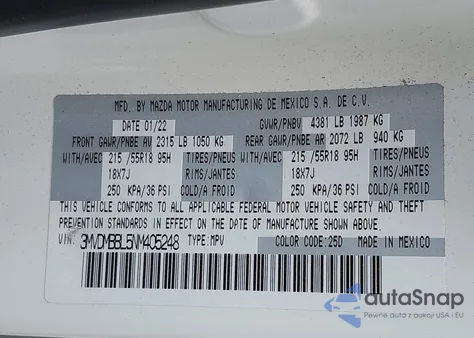 MFD. BY MAZDA MOTOR MANUFACTURING DE MEXICO S.A. DE C.V.
DATE 01/22 GVWR/PNBV 4381 LB 1987 KG
FRONT GAWR/PNBE AV 2315 LB 1050 KG REAR GAWR/PNBE AR 2072 LB 940 KG
WITH/AVEC 215 /55R18 95H TIRES/PNEUS WITH/AVEC 215 /55R18 95H TIRES/PNEUS
18X7J RIMS/JANTES 18X7J RIMS/JANTES
250 KPA/36 PSI COLD/A FROID 250 KPA/36 PSI COLD/A FROID
THIS VEHICLE CONFORMS TO ALL APPLICABLE FEDERAL MOTOR VEHICLE SAFETY AND THEFT
PREVENTION STANDARDS IN EFFECT ON THE DATE OF MANUFACTURE SHOWN ABOVE.
VIN: 3MVDMBBL5NM405248 TYPE:MPV COLOR CODE:25D MADE IN MEXICO
autaSnap
Pewne auta z aukcji USA i EU